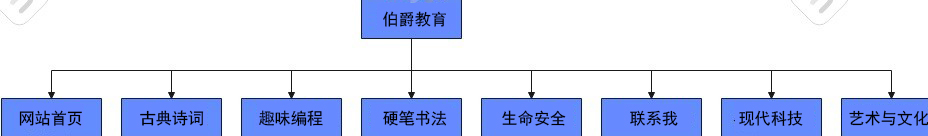 伯爵教育
网站首页
古典诗词
趣味编程
硬笔书法
生命安全
联系我
现代科技
艺术与文化